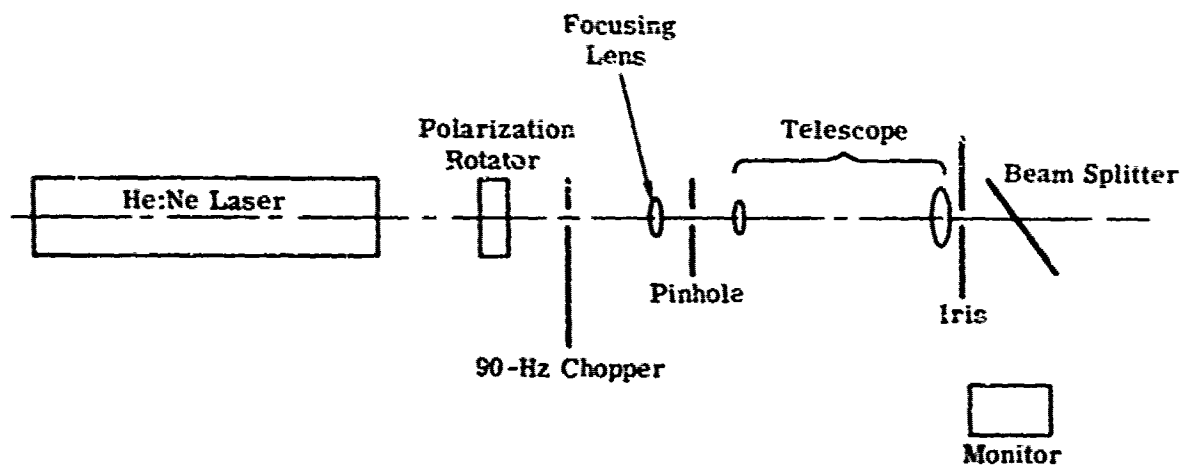 Focusing
Lens
Polarization
Rotator
Telescope
Beam Splitter
He:Ne Laser
Pinhole
Iris
90-Hz Chopper
Monitor